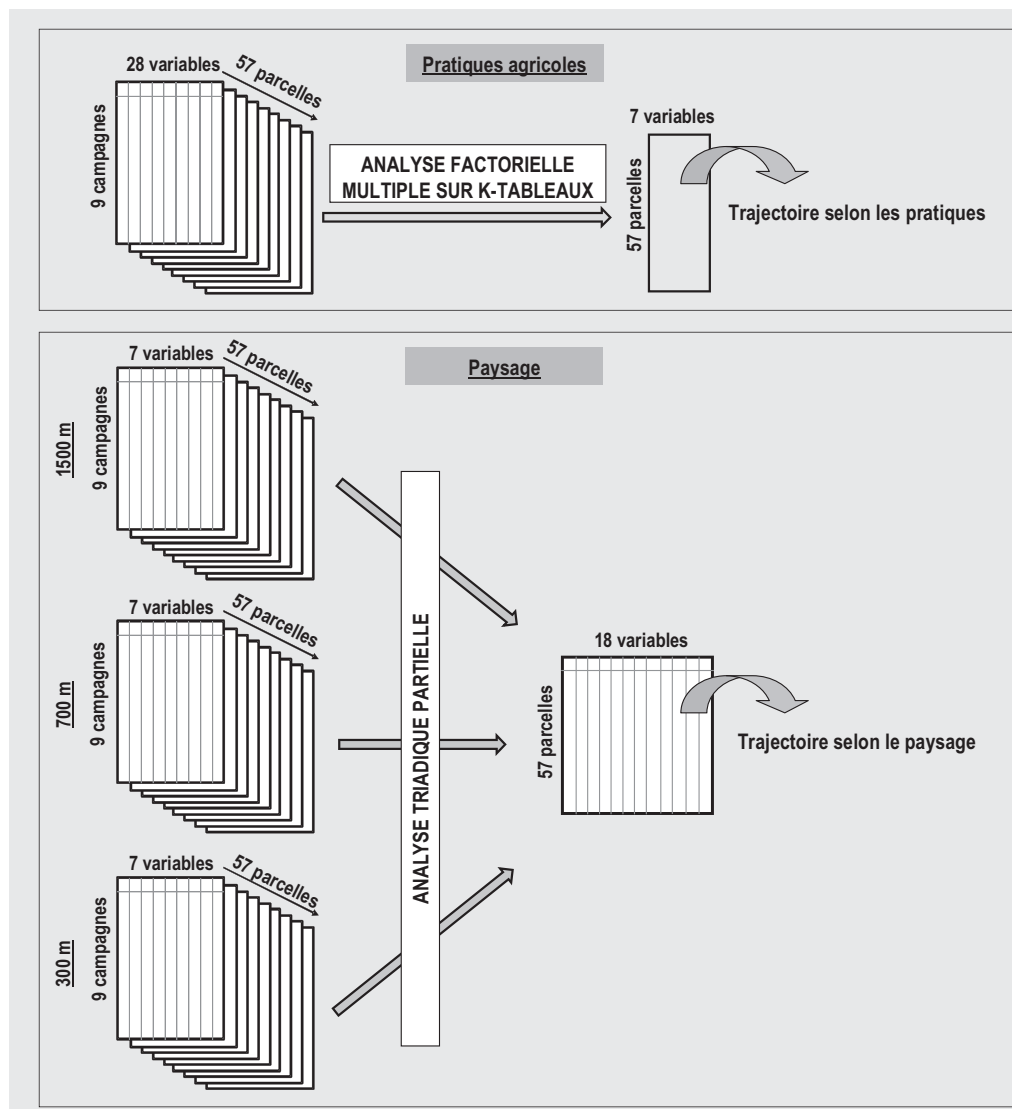 Pratiques agricoles
28 variables
57 parcelles
9 campagnes
ANALYSE FACTORIELLE
MULTIPLE SUR K-TABLEAUX
7 variables
57 parcelles
Trajectoire selon les pratiques
Paysage
1500 m
7 variables
57 parcelles
9 campagnes
700 m
7 variables
57 parcelles
9 campagnes
300 m
7 variables
57 parcelles
9 campagnes
ANALYSE TRIADIQUE PARTIELLE
18 variables
57 parcelles
Trajectoire selon le paysage